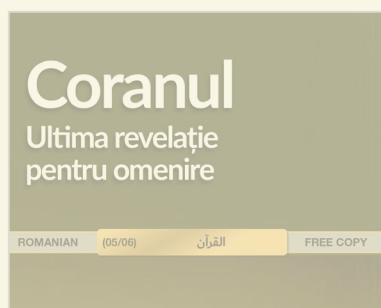 Coranul
Ultima revelație
pentru omenire
ROMANIAN (05/06) القرآن FREE COPY